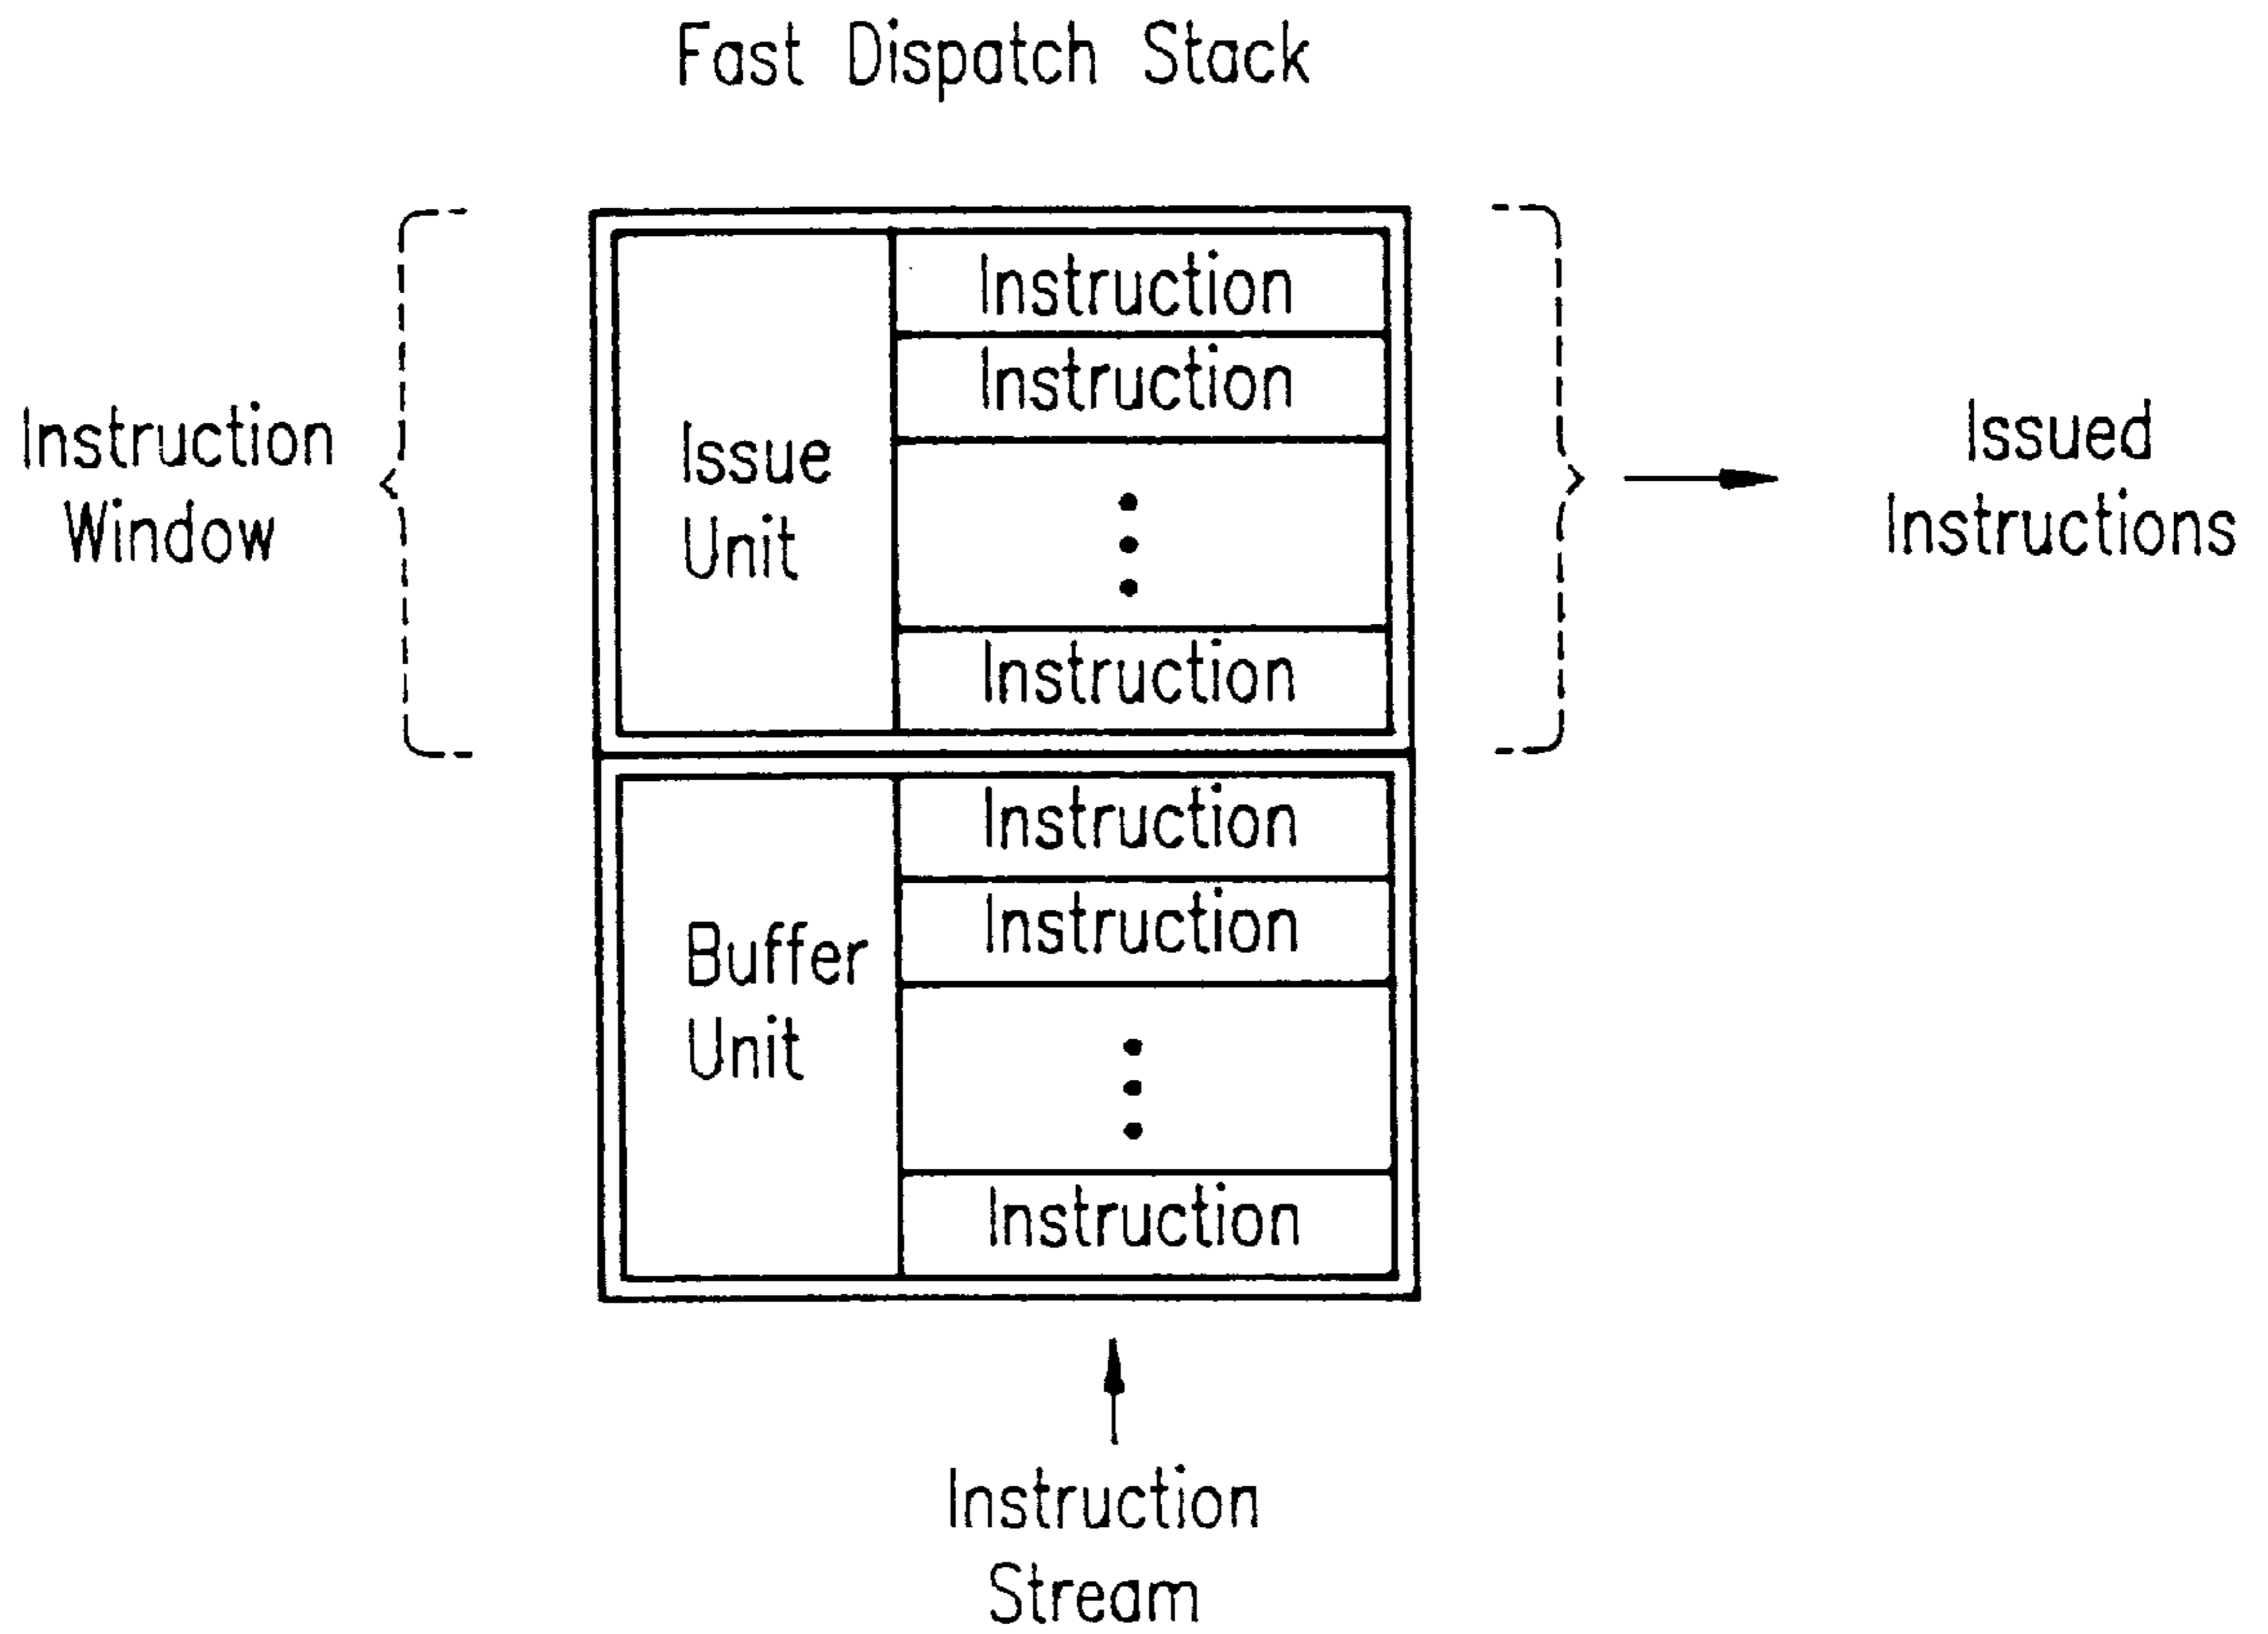 Fast Dispatch Stack
Instruction
Window
Issue
Unit
Instruction
Instruction
Instruction
Issued
Instructions
Buffer
Unit
Instruction
Instruction
Instruction
Instruction
Stream